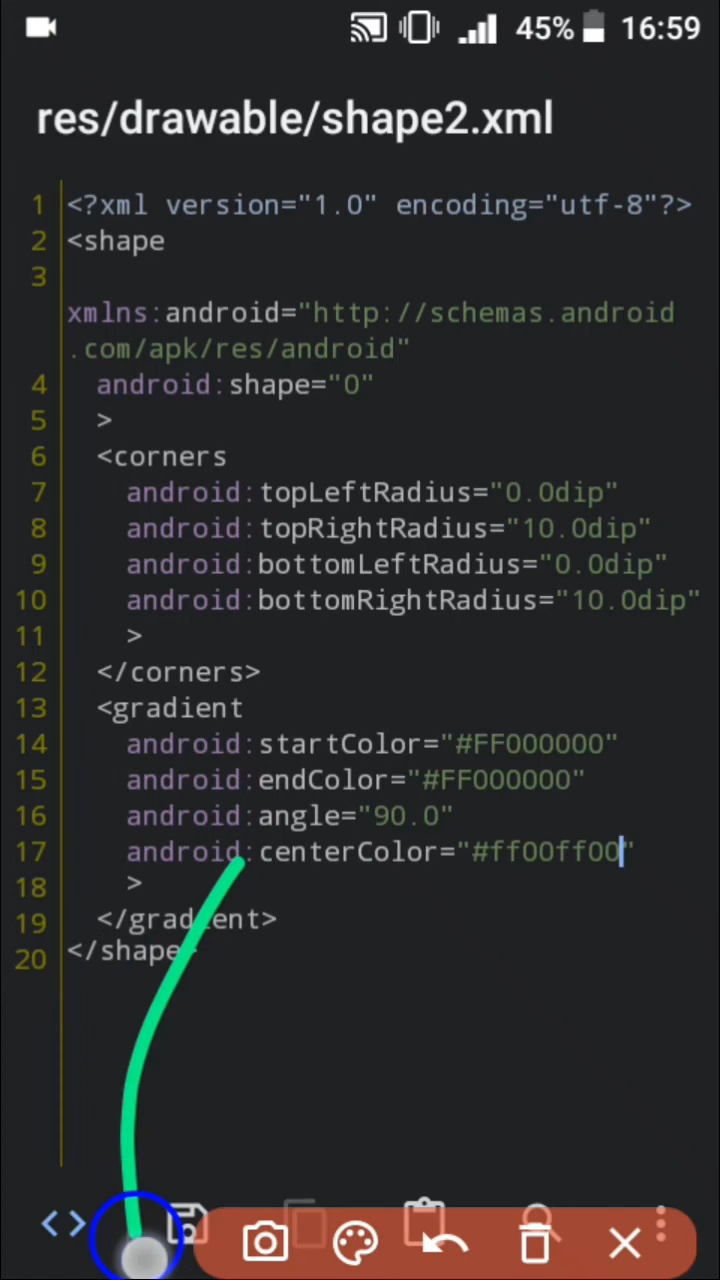 45% 16:59
res/drawable/shape2.xml
1 <?xml version="1.0" encoding="utf-8"?>
2 <shape
3
xmlns:android="http://schemas.android
.com/apk/res/android"
4 android:shape="0"
5 >
6 <corners
7 android:topLeftRadius="0.0dip"
8 android:topRightRadius="10.0dip"
9 android:bottomLeftRadius="0.0dip"
10 android:bottomRightRadius="10.0dip"
11 >
12 </corners>
13 <gradient
14 android:startColor="#FF000000"
15 android:endColor="#FF000000"
16 android:angle="90.0"
17 android:centerColor="#ff00ff00"
18 >
19 </gradient>
20 </shape>